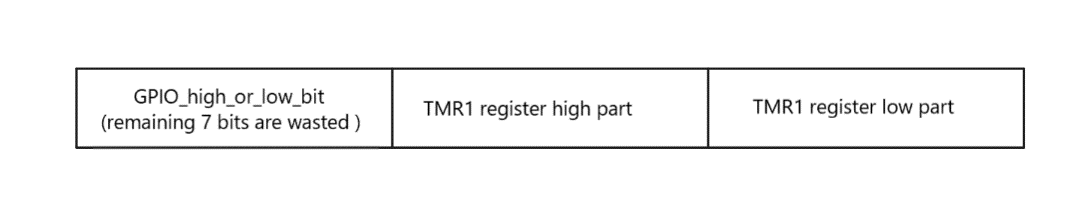 GPIO_high_or_low_bit
(remaining 7 bits are wasted )
TMR1 register high part
TMR1 register low part